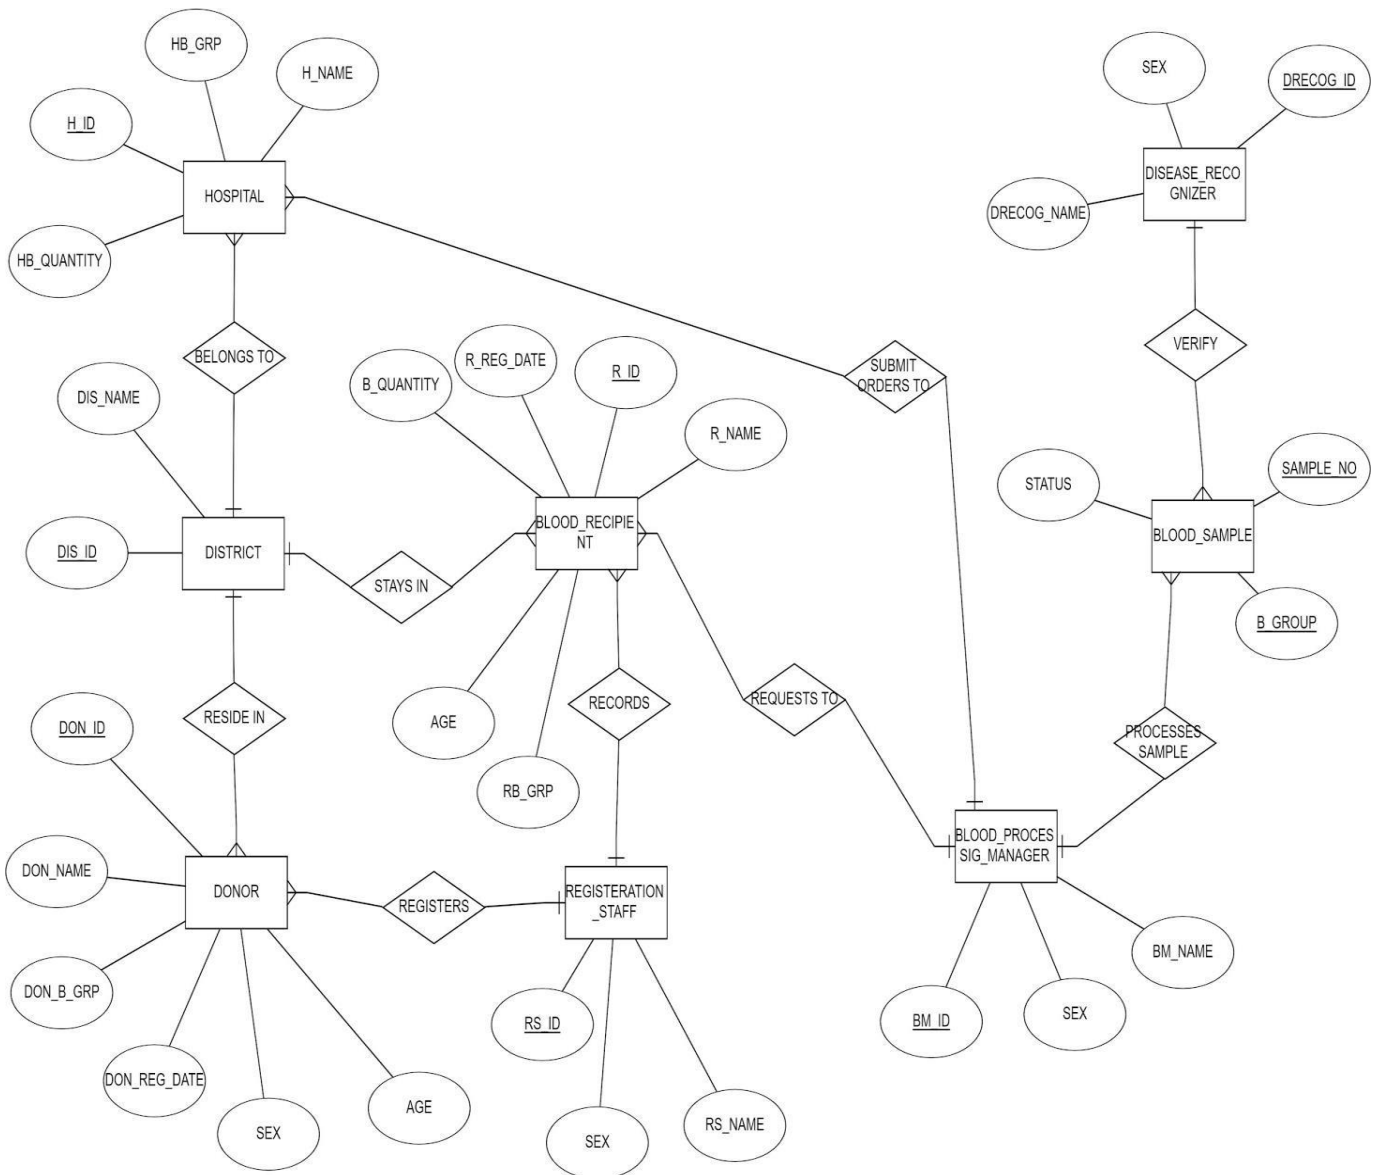 HB_GRP
H_NAME
H_ID
HOSPITAL
HB_QUANTITY
SEX
DRECOG_ID
DISEASE_RECO
GNIZER
DRECOG_NAME
BELONGS TO
R_REG_DATE
R_ID
B_QUANTITY
R_NAME
SUBMIT
ORDERS TO
VERIFY
DIS_NAME
STATUS
SAMPLE_NO
BLOOD_RECIPIE
NT
BLOOD_SAMPLE
DIS_ID
DISTRICT
STAYS IN
B_GROUP
RESIDE IN
RECORDS
REQUESTS TO
AGE
RB_GRP
PROCESSES
SAMPLE
DON_ID
DON_NAME
DONOR
REGISTERS
REGISTERATION
_STAFF
BLOOD_PROCES
SIG_MANAGER
DON_B_GRP
DON_REG_DATE
SEX
AGE
RS_ID
SEX
RS_NAME
BM_ID
SEX
BM_NAME